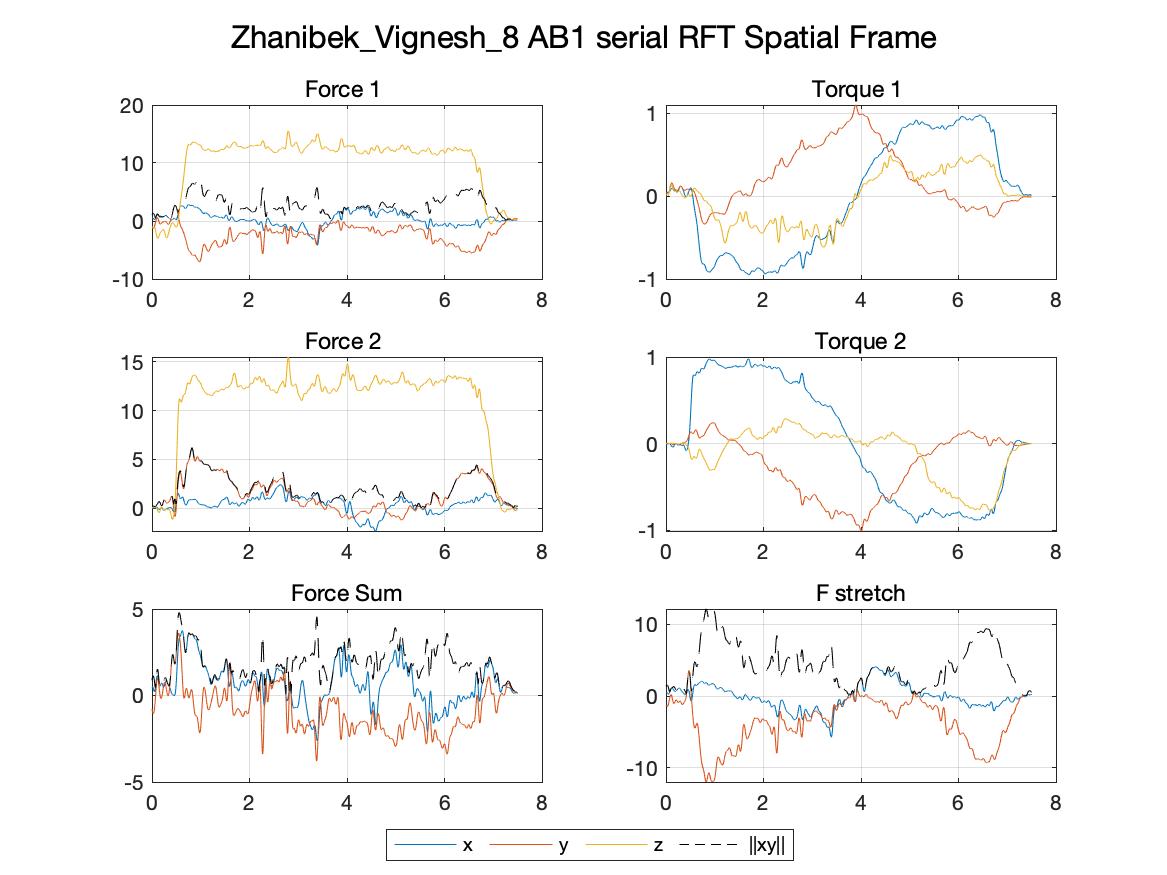 Zhanibek_Vignesh_8 AB1 serial RFT Spatial Frame
Force 1
20
10
0
-10
0 2 4 6 8
Torque 1
1
0
-1
0 2 4 6 8
Force 2
15
10
5
0
0 2 4 6 8
Torque 2
1
0
-1
0 2 4 6 8
Force Sum
5
0
-5
0 2 4 6 8
F stretch
10
0
-10
0 2 4 6 8
x y z ||xy||